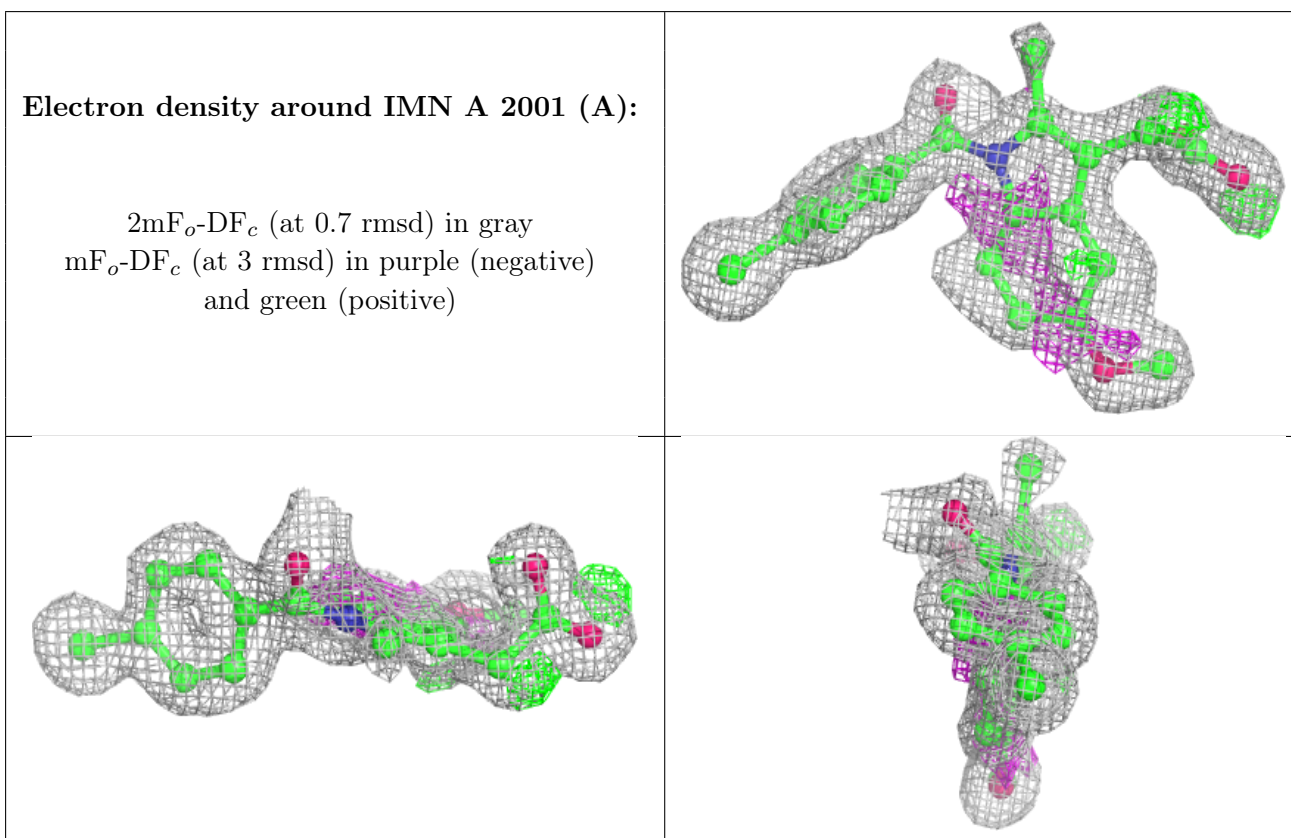 Electron density around IMN A 2001 (A):
2mFₒ-DF𝒸 (at 0.7 rmsd) in gray
mFₒ-DF𝒸 (at 3 rmsd) in purple (negative)
and green (positive)